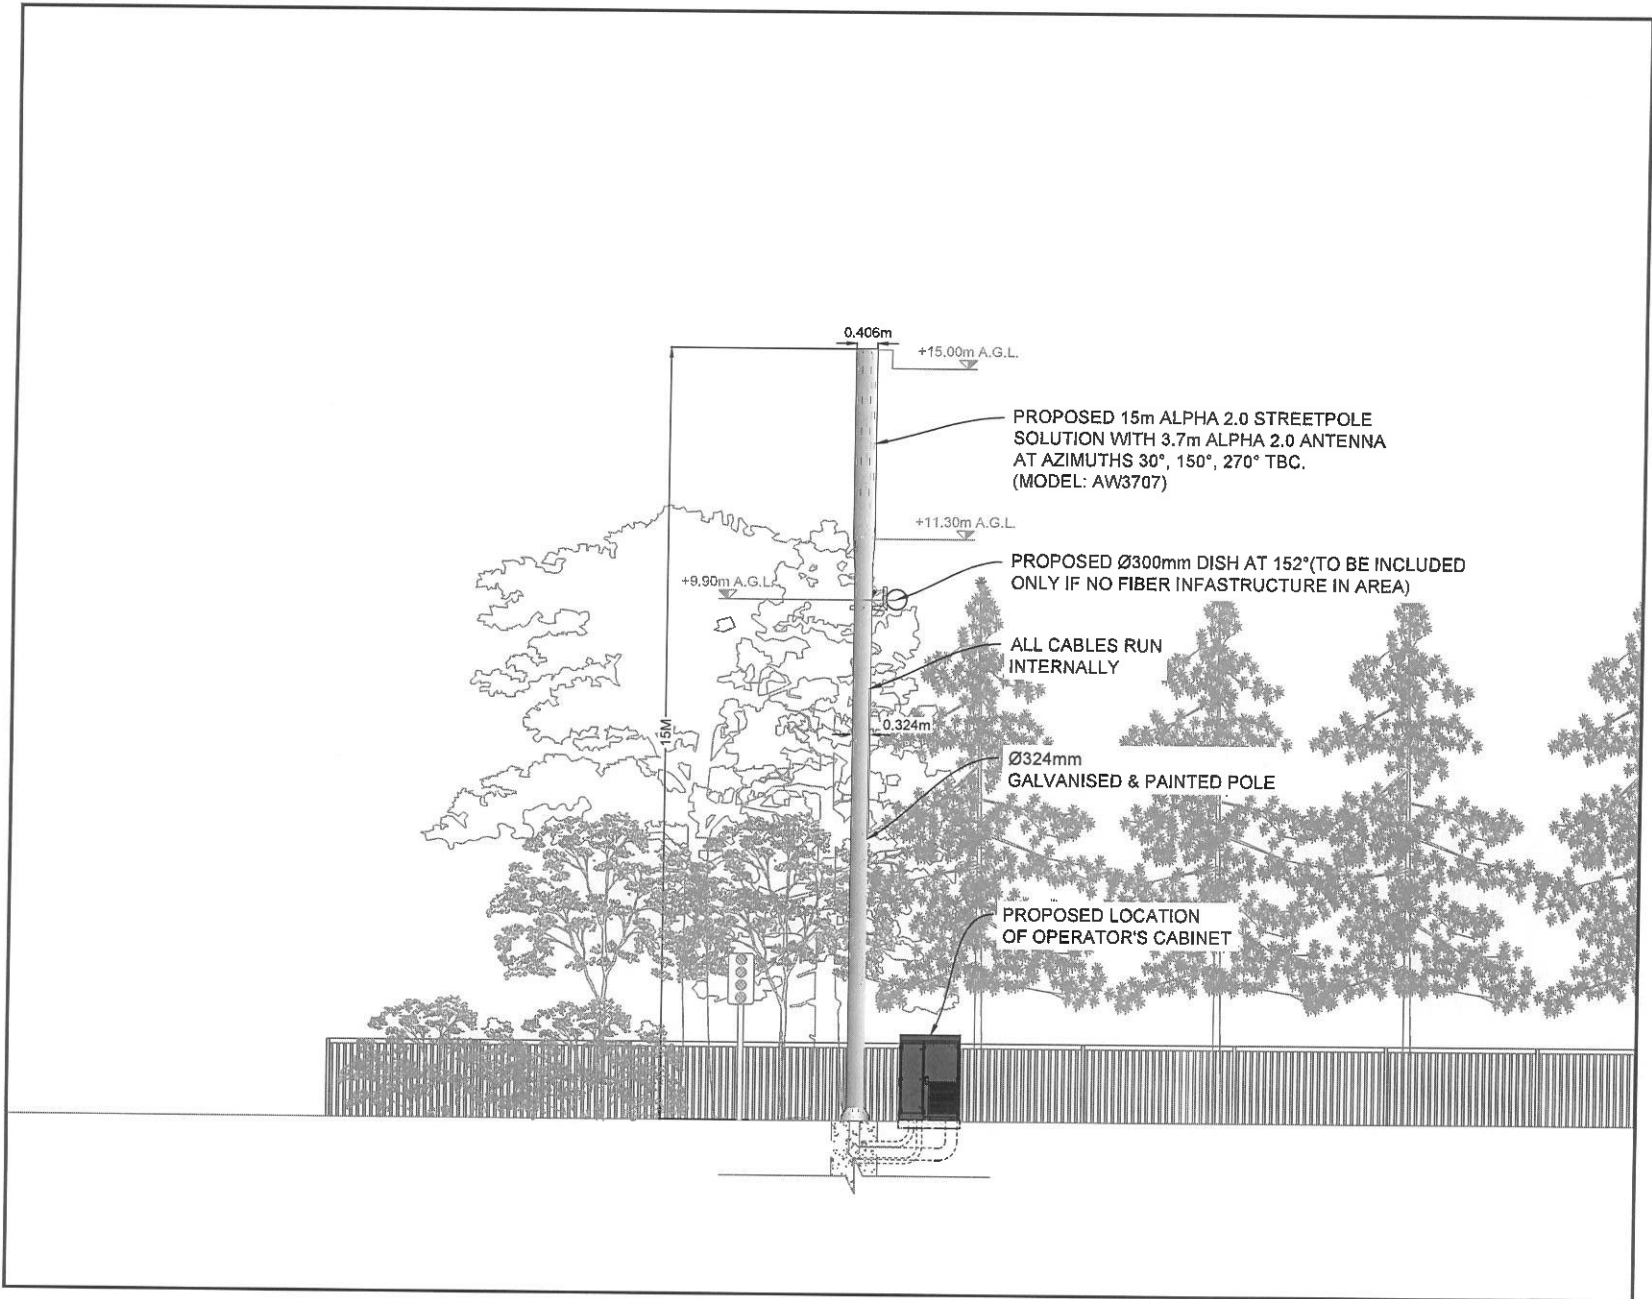 0.406m
+15.00m A.G.L.
PROPOSED 15m ALPHA 2.0 STREETPOLE
SOLUTION WITH 3.7m ALPHA 2.0 ANTENNA
AT AZIMUTHS 30°, 150°, 270° TBC.
(MODEL: AW3707)
+11.30m A.G.L.
PROPOSED Ø300mm DISH AT 152°(TO BE INCLUDED
ONLY IF NO FIBER INFASTRUCTURE IN AREA)
+9.90m A.G.L.
ALL CABLES RUN
INTERNALLY
15M
0.324m
Ø324mm
GALVANISED & PAINTED POLE
PROPOSED LOCATION
OF OPERATOR'S CABINET